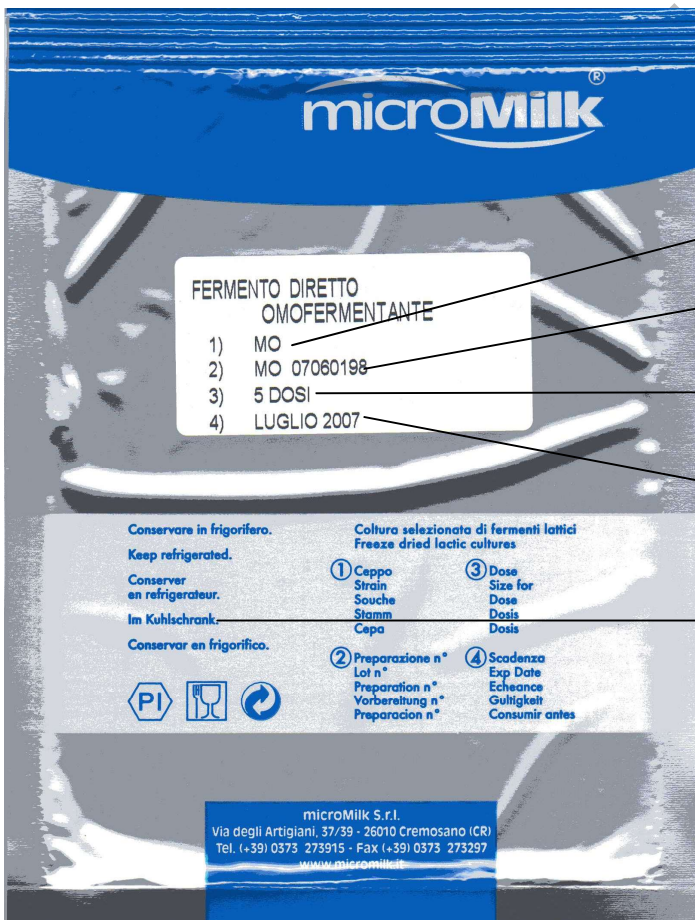 microMilk®
FERMENTO DIRETTO
OMOFERMENTANTE
1) MO
2) MO 07060198
3) 5 DOSI
4) LUGLIO 2007
Conservare in frigorifero.
Keep refrigerated.
Conserver
en refrigerateur.
Im Kuhlschrank.
Conservar en frigorifico.
Coltura selezionata di fermenti lattici
Freeze dried lactic cultures
1 Ceppo
Strain
Souche
Stamm
Cepa
3 Dose
Size for
Dose
Dosis
Dosis
2 Preparazione n°
Lot n°
Preparation n°
Vorbereitung n°
Preparacion n°
4 Scadenza
Exp Date
Echeance
Gultigkeit
Consumir antes
PI
microMilk S.r.l.
Via degli Artigiani, 37/39 - 26010 Cremosano (CR)
Tel. (+39) 0373 273915 - Fax (+39) 0373 273297
www.micromilk.it